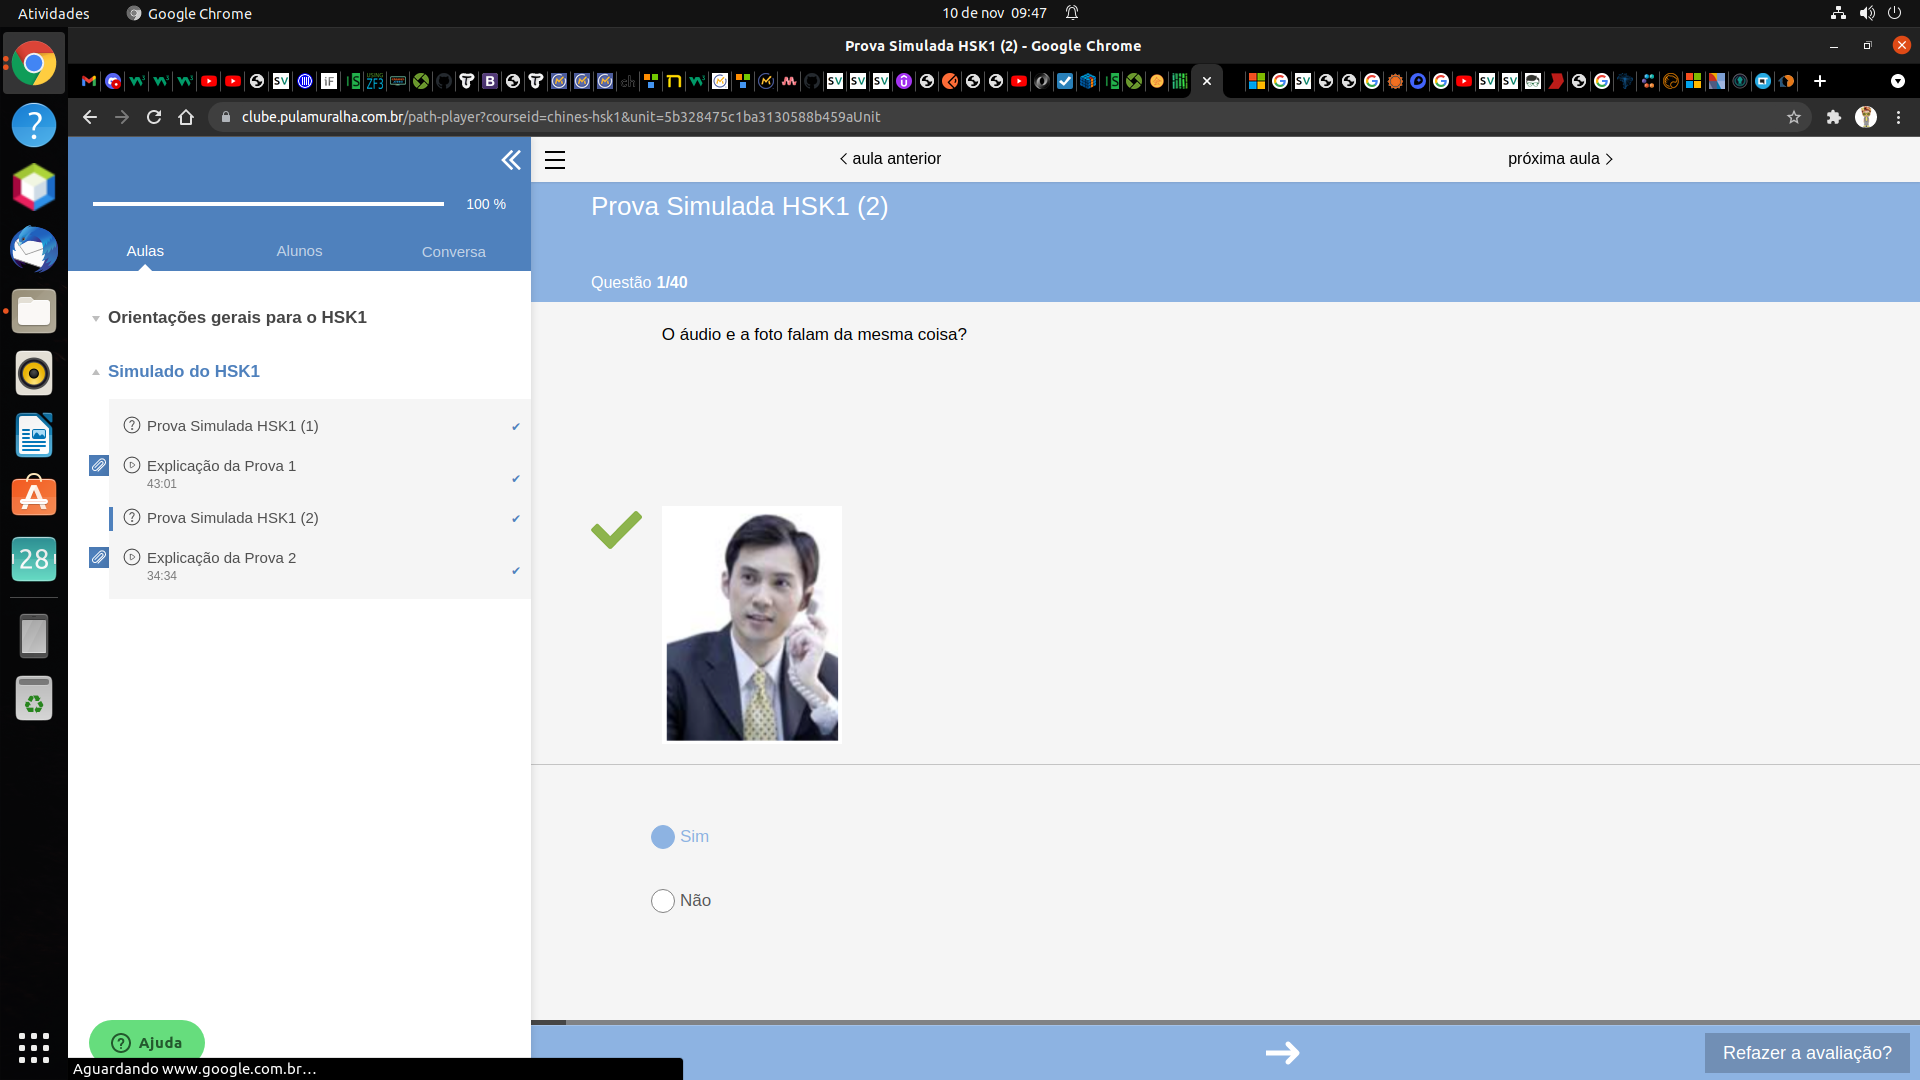 Atividades
Google Chrome
10 de nov 09:47
Prova Simulada HSK1 (2) - Google Chrome
clube.pulamuralha.com.br/path-player?courseid=chines-hsk1&unit=5b328475c1ba3130588b459aUnit
100 %
Aulas
Alunos
Conversa
Orientações gerais para o HSK1
Simulado do HSK1
Prova Simulada HSK1 (1)
Explicação da Prova 1
43:01
Prova Simulada HSK1 (2)
Explicação da Prova 2
34:34
Ajuda
Aguardando www.google.com.br…
28
aula anterior
próxima aula
Prova Simulada HSK1 (2)
Questão 1/40
O áudio e a foto falam da mesma coisa?
Sim
Não
Refazer a avaliação?